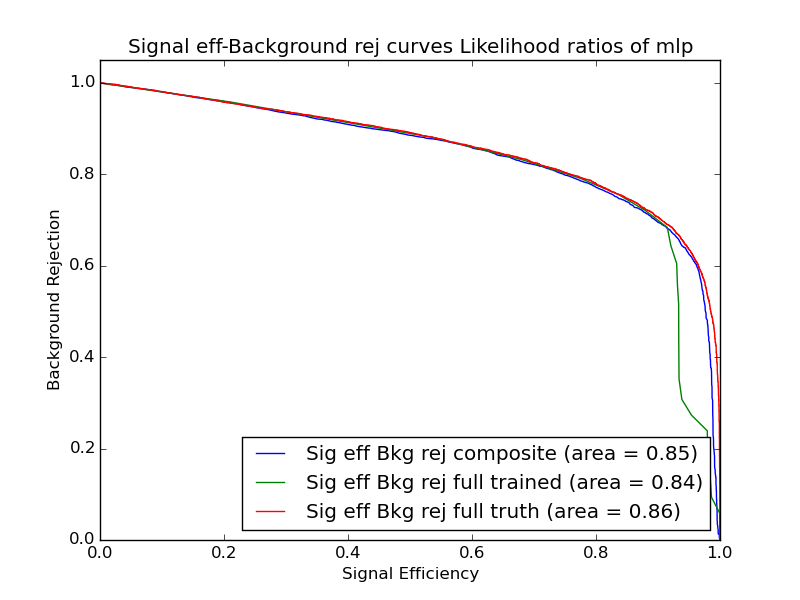 Signal eff-Background rej curves Likelihood ratios of mlp
1.0
0.8
0.6
0.4
0.2
0.0
Background Rejection
Sig eff Bkg rej composite (area = 0.85)
Sig eff Bkg rej full trained (area = 0.84)
Sig eff Bkg rej full truth (area = 0.86)
0.0 0.2 0.4 0.6 0.8 1.0
Signal Efficiency